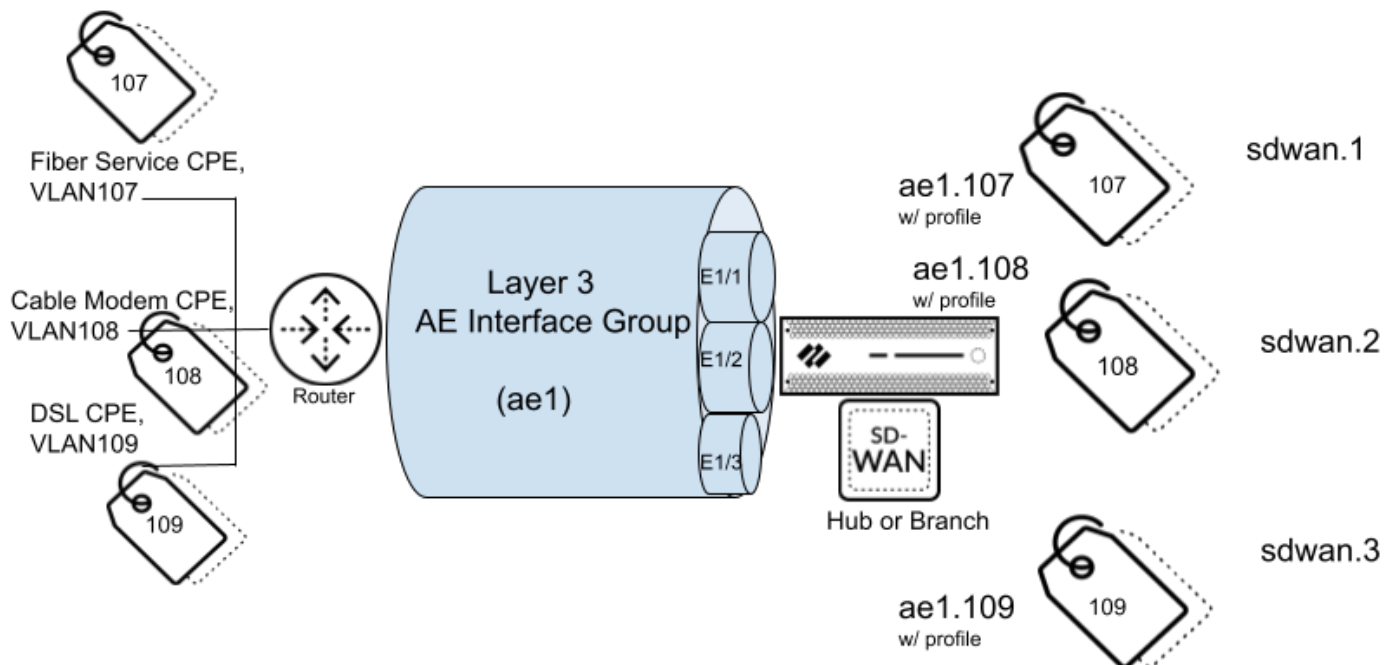 107
Fiber Service CPE,
VLAN107
Cable Modem CPE,
VLAN108
108
DSL CPE,
VLAN109
109
Router
Layer 3
AE Interface Group
(ae1)
E1/1
E1/2
E1/3
SD-
WAN
Hub or Branch
ae1.107
w/ profile
107
sdwan.1
ae1.108
w/ profile
108
sdwan.2
ae1.109
w/ profile
109
sdwan.3